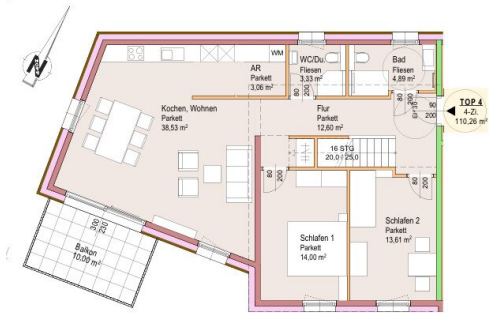 N
WM
AR
Parkett
3,06 m²
WC/Du.
Fliesen
3,33 m²
Bad
Fliesen
4,89 m²
80
200
80
200
EI²30
90
200
TOP 4
4-Zi.
110,26 m²
Kochen, Wohnen
Parkett
38,53 m²
Flur
Parkett
12,60 m²
16 STG
20,0 / 25,0
80
200
80
200
Schlafen 1
Parkett
14,00 m²
Schlafen 2
Parkett
13,61 m²
300
230
Balkon
10,00 m²